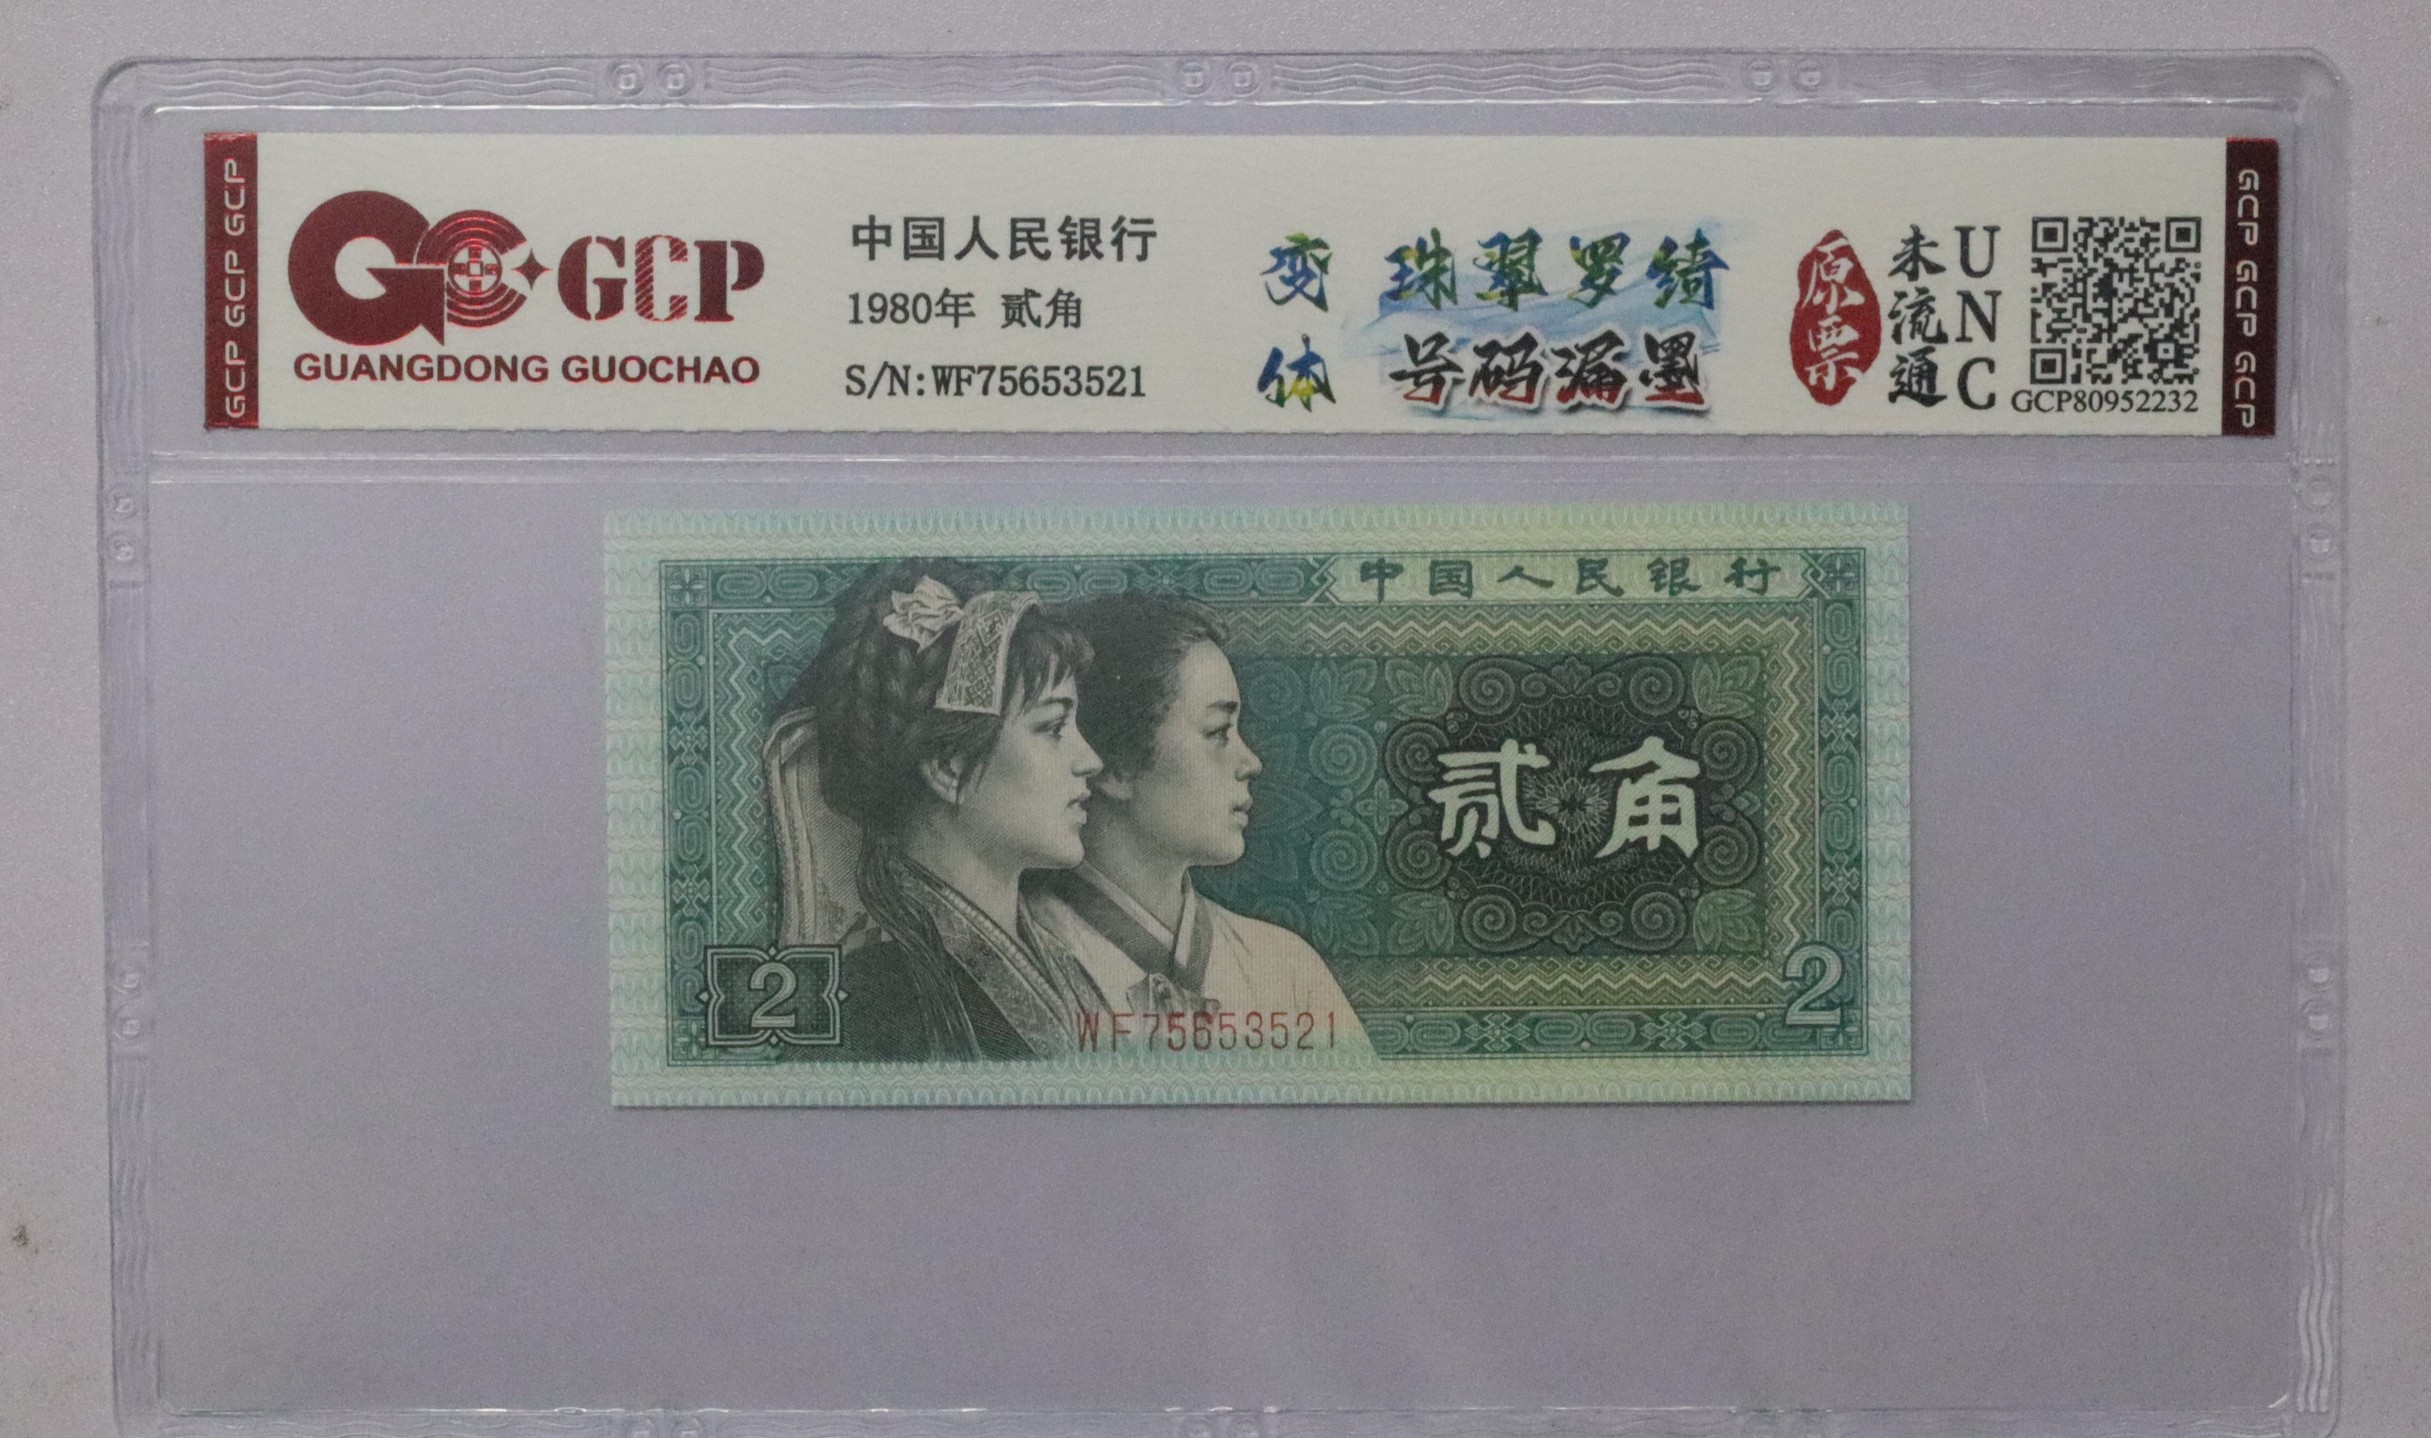 GCP GCP GCP
GCP
GUANGDONG GUOCHAO
中国人民银行
1980年 贰角
S/N:WF75653521
变体
珠翠罗绮
号码漏墨
原票
未流通
UNC
GCP80952232
GCP GCP GCP
中国人民银行
贰角
2
2
WF75653521